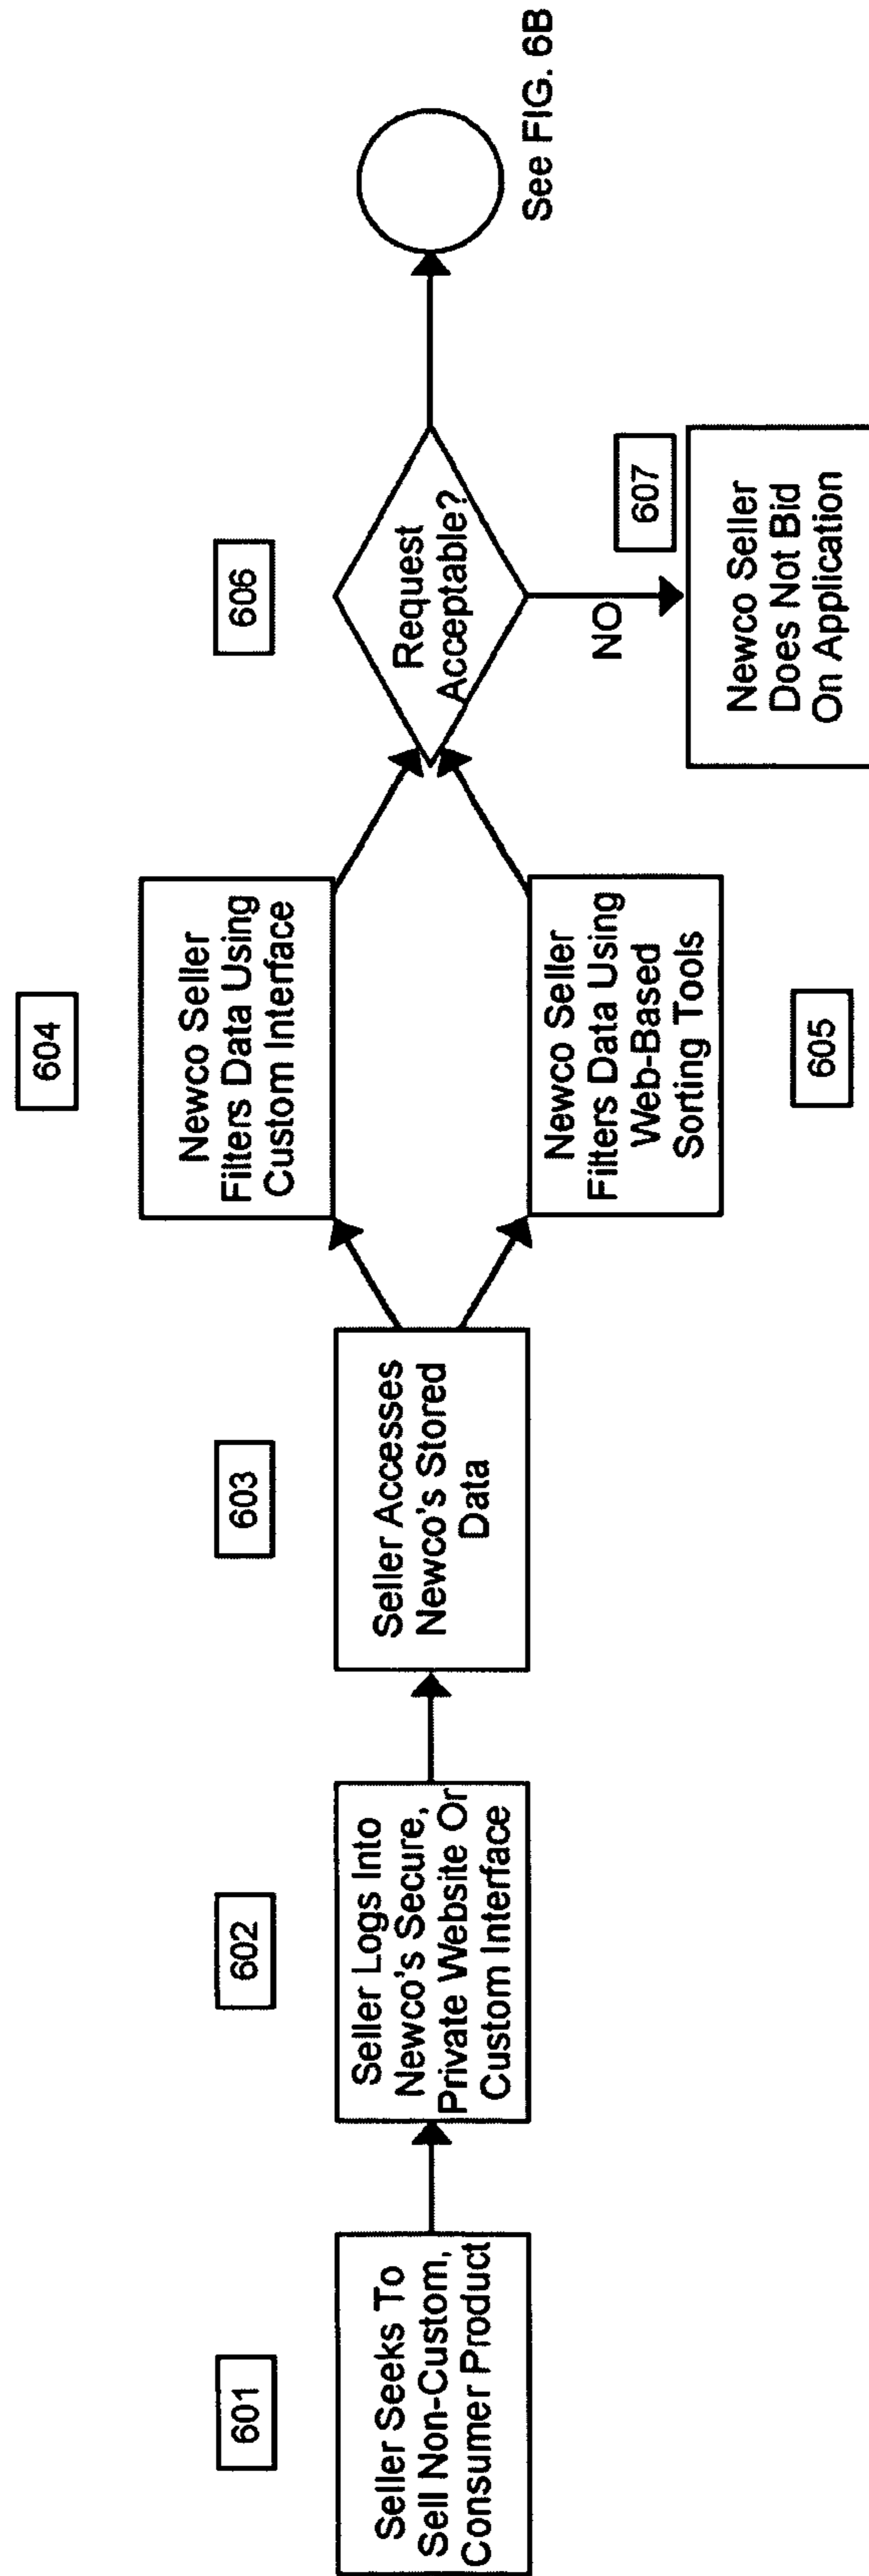 601
Seller Seeks To
Sell Non-Custom,
Consumer Product
602
Seller Logs Into
Newco's Secure,
Private Website Or
Custom Interface
603
Seller Accesses
Newco's Stored
Data
604
Newco Seller
Filters Data Using
Custom Interface
Newco Seller
Filters Data Using
Web-Based
Sorting Tools
605
606
Request
Acceptable?
NO
607
Newco Seller
Does Not Bid
On Application
See FIG. 6B